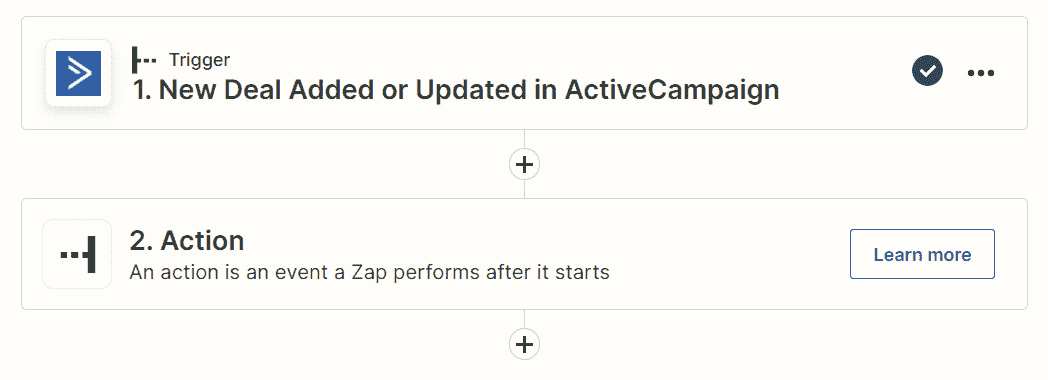 Trigger
1. New Deal Added or Updated in ActiveCampaign
2. Action
An action is an event a Zap performs after it starts
Learn more